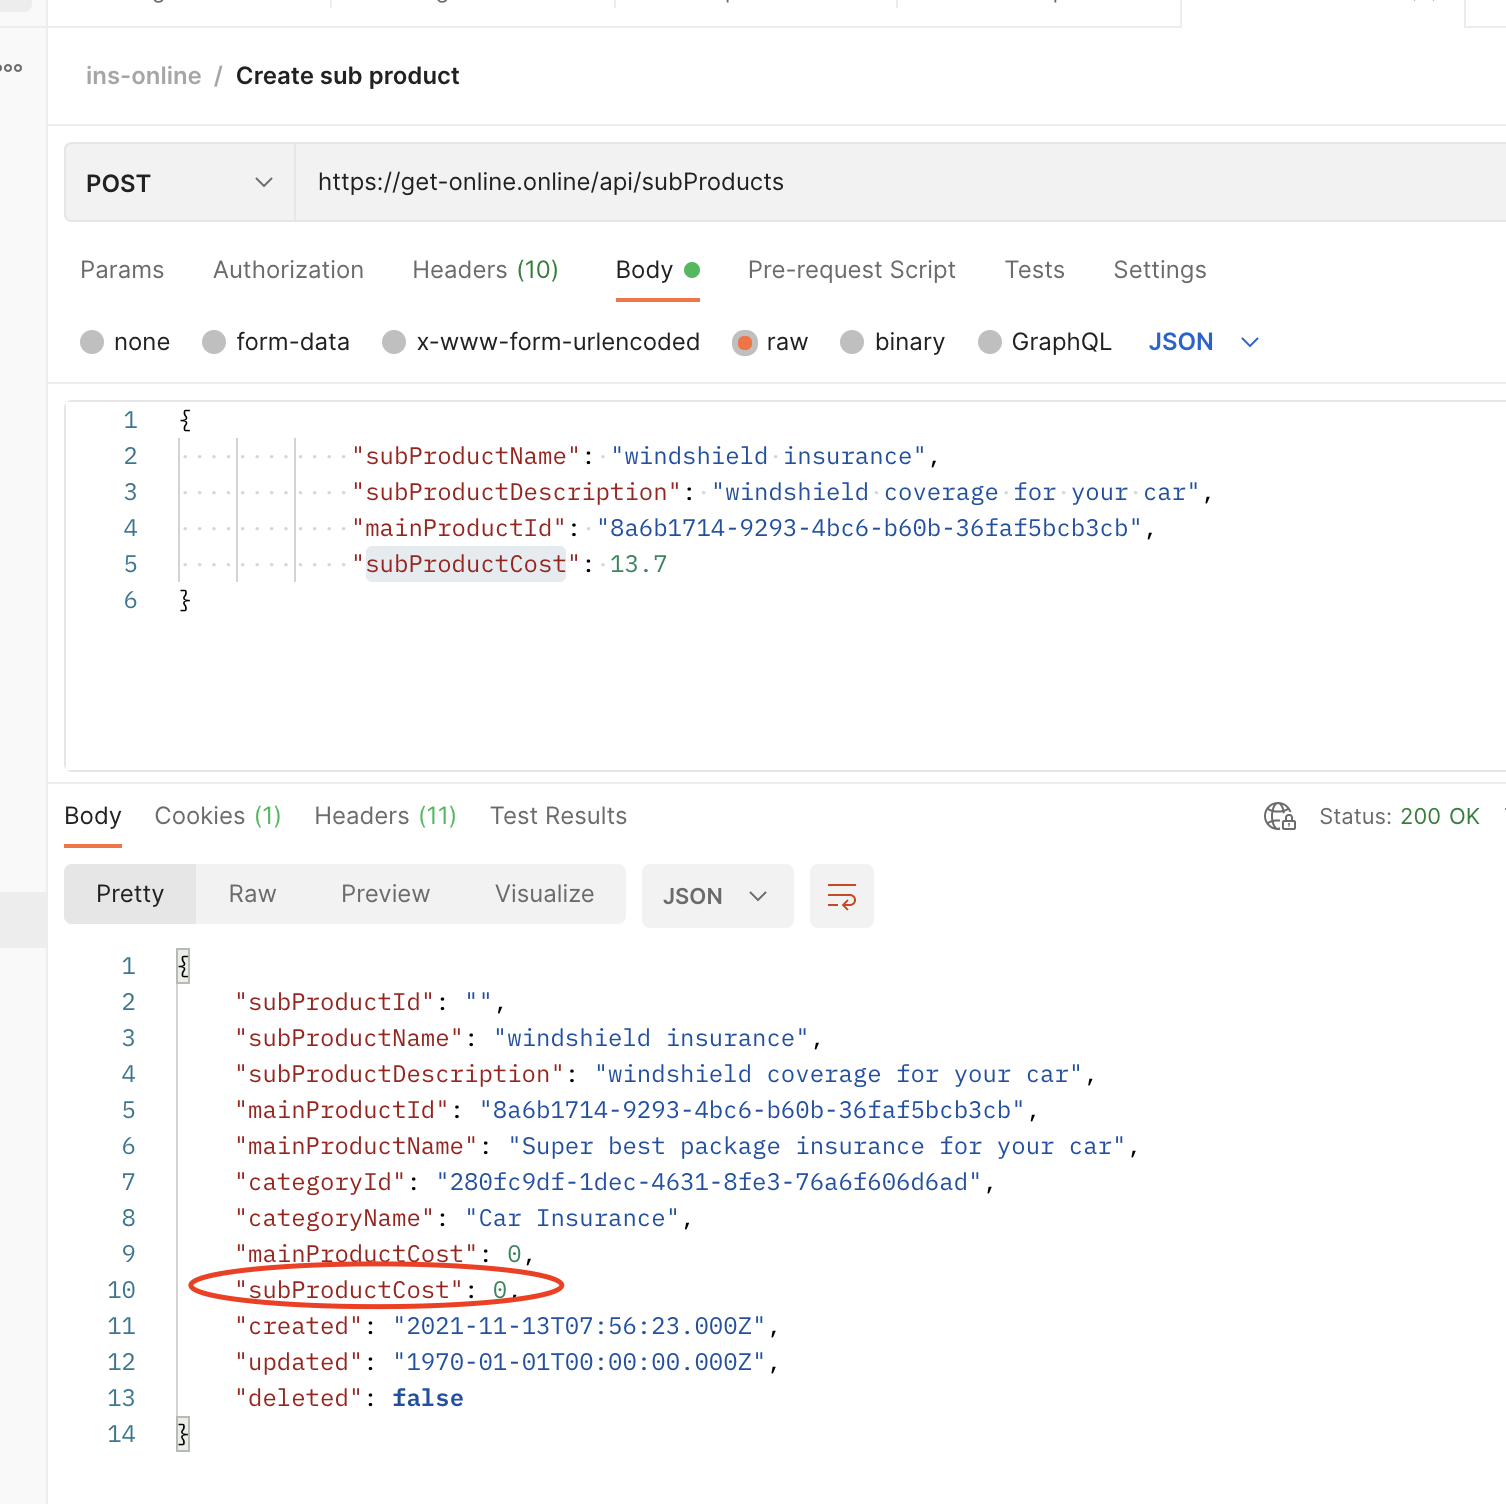 ins-online / Create sub product
POST https://get-online.online/api/subProducts
Params Authorization Headers (10) Body Pre-request Script Tests Settings
none form-data x-www-form-urlencoded raw binary GraphQL JSON
1 {
2 "subProductName": "windshield insurance",
3 "subProductDescription": "windshield coverage for your car",
4 "mainProductId": "8a6b1714-9293-4bc6-b60b-36faf5bcb3cb",
5 "subProductCost": 13.7
6 }
Body Cookies (1) Headers (11) Test Results Status: 200 OK
Pretty Raw Preview Visualize JSON
1 {
2 "subProductId": "",
3 "subProductName": "windshield insurance",
4 "subProductDescription": "windshield coverage for your car",
5 "mainProductId": "8a6b1714-9293-4bc6-b60b-36faf5bcb3cb",
6 "mainProductName": "Super best package insurance for your car",
7 "categoryId": "280fc9df-1dec-4631-8fe3-76a6f606d6ad",
8 "categoryName": "Car Insurance",
9 "mainProductCost": 0,
10 "subProductCost": 0,
11 "created": "2021-11-13T07:56:23.000Z",
12 "updated": "1970-01-01T00:00:00.000Z",
13 "deleted": false
14 }